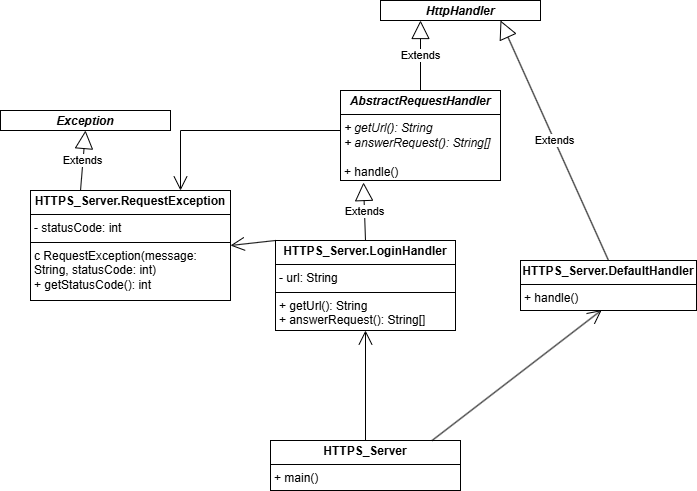 HttpHandler
Extends
AbstractRequestHandler
+ getUrl(): String
+ answerRequest(): String[]
+ handle()
Exception
Extends
Extends
HTTPS_Server.RequestException
- statusCode: int
c RequestException(message:
String, statusCode: int)
+ getStatusCode(): int
Extends
HTTPS_Server.LoginHandler
- url: String
+ getUrl(): String
+ answerRequest(): String[]
HTTPS_Server.DefaultHandler
+ handle()
HTTPS_Server
+ main()